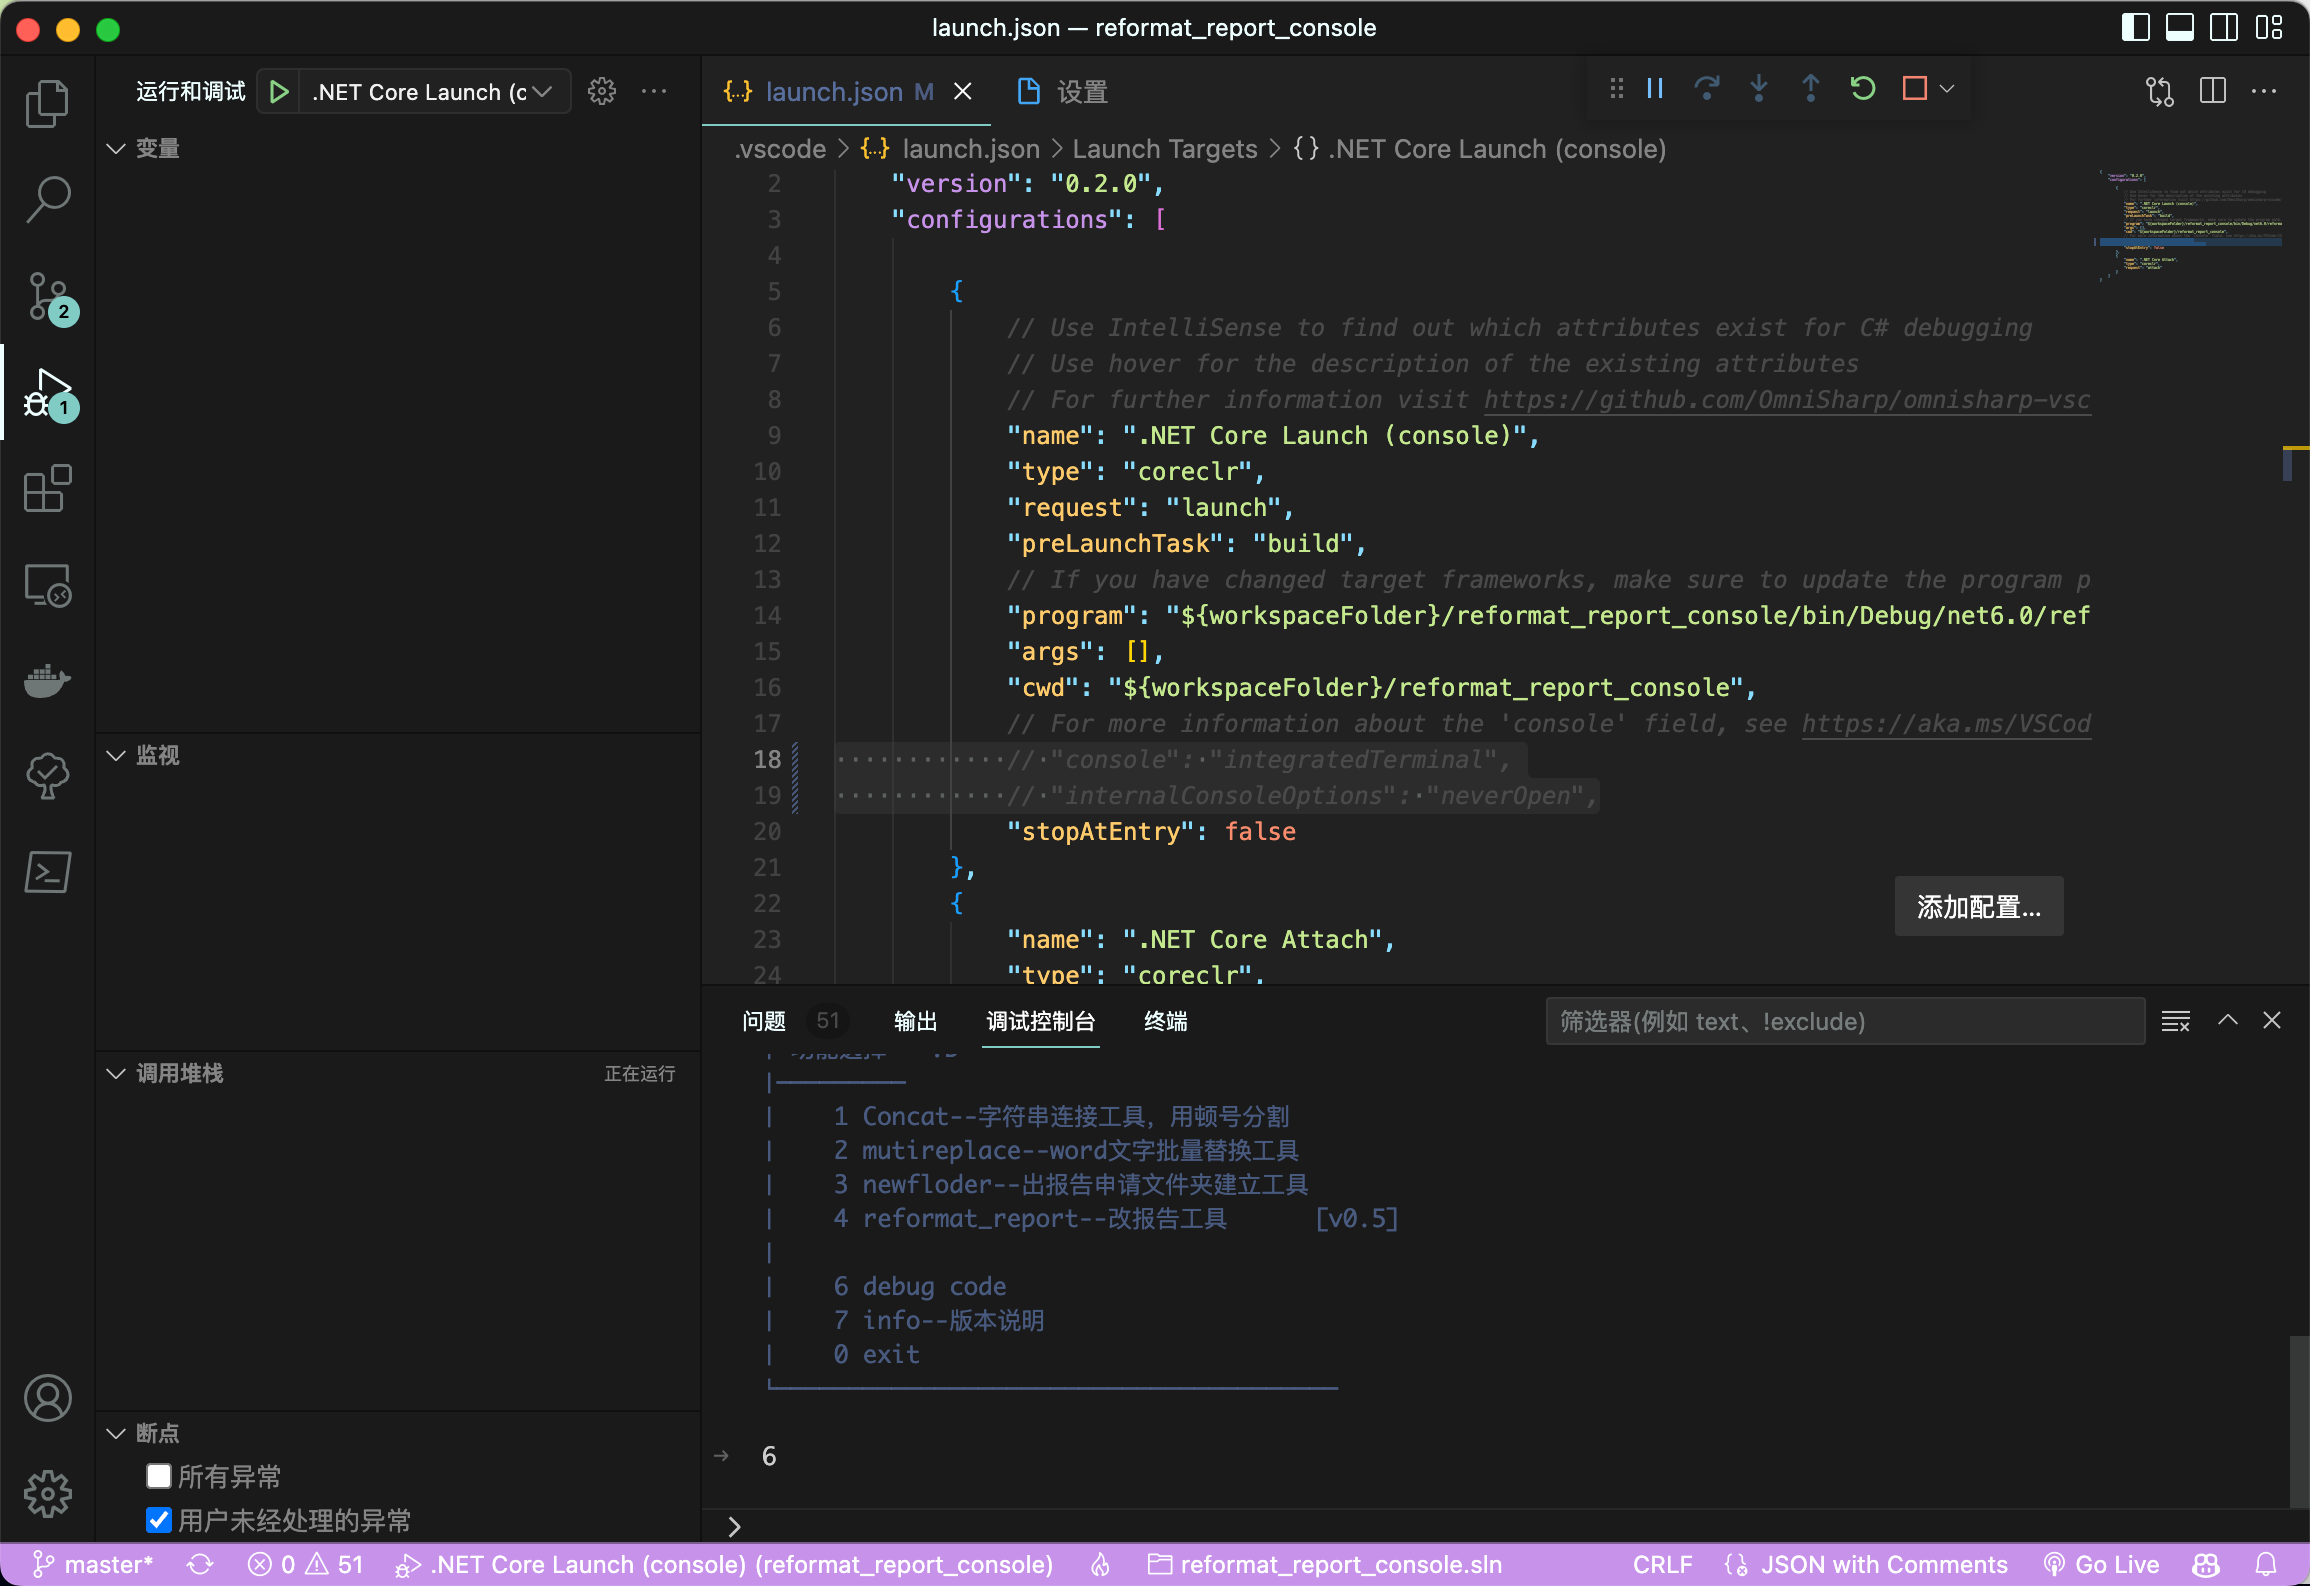 launch.json — reformat_report_console
运行和调试
.NET Core Launch (c
变量
监视
调用堆栈
正在运行
断点
所有异常
用户未经处理的异常
2
1
launch.json M
设置
.vscode > launch.json > Launch Targets > {} .NET Core Launch (console)
2 "version": "0.2.0",
3 "configurations": [
4
5 {
6 // Use IntelliSense to find out which attributes exist for C# debugging
7 // Use hover for the description of the existing attributes
8 // For further information visit https://github.com/OmniSharp/omnisharp-vsc
9 "name": ".NET Core Launch (console)",
10 "type": "coreclr",
11 "request": "launch",
12 "preLaunchTask": "build",
13 // If you have changed target frameworks, make sure to update the program p
14 "program": "${workspaceFolder}/reformat_report_console/bin/Debug/net6.0/ref
15 "args": [],
16 "cwd": "${workspaceFolder}/reformat_report_console",
17 // For more information about the 'console' field, see https://aka.ms/VSCod
18 // "console": "integratedTerminal",
19 // "internalConsoleOptions": "neverOpen",
20 "stopAtEntry": false
21 },
22 {
23 "name": ".NET Core Attach",
24 "type": "coreclr",
添加配置...
问题 51 输出 调试控制台 终端
筛选器(例如 text、!exclude)
1 Concat--字符串连接工具，用顿号分割
2 mutireplace--word文字批量替换工具
3 newfloder--出报告申请文件夹建立工具
4 reformat_report--改报告工具 [v0.5]
6 debug code
7 info--版本说明
0 exit
6
master* 0 51 .NET Core Launch (console) (reformat_report_console) reformat_report_console.sln CRLF JSON with Comments Go Live